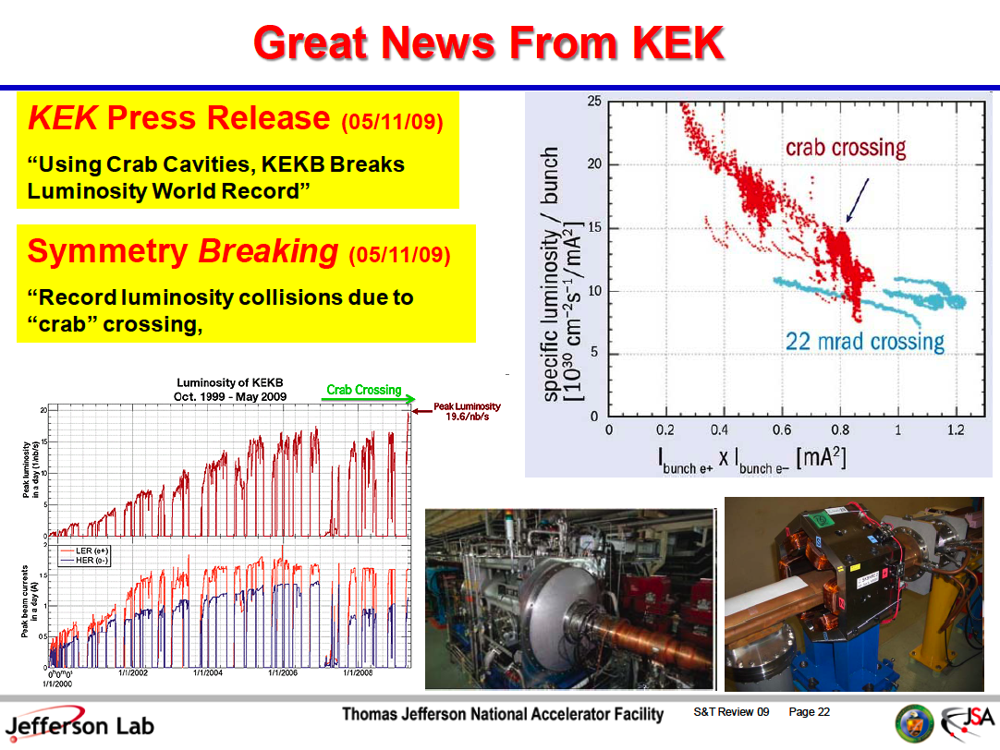 Great News From KEK
KEK Press Release (05/11/09)
“Using Crab Cavities, KEKB Breaks
Luminosity World Record”
Symmetry Breaking (05/11/09)
“Record luminosity collisions due to
“crab” crossing,
25
20
15
10
5
0
0
0.2
0.4
0.6
0.8
1
1.2
specific luminosity / bunch
[10³⁰ cm⁻²s⁻¹/mA²]
crab crossing
22 mrad crossing
I bunch e+ x I bunch e− [mA²]
Luminosity of KEKB
Oct. 1999 - May 2009
Crab Crossing
Peak Luminosity
19.6/nb/s
Peak luminosity
in a day (1/nb/s)
20
15
10
5
0
LER (e+)
HER (e-)
Peak beam currents
in a day (A)
2
1.5
1
0.5
0
0ʰ0ᵐ0ˢ
1/1/2000
1/1/2002
1/1/2004
1/1/2006
1/1/2008
Jefferson Lab
Thomas Jefferson National Accelerator Facility
S&T Review 09
Page 22
JSA